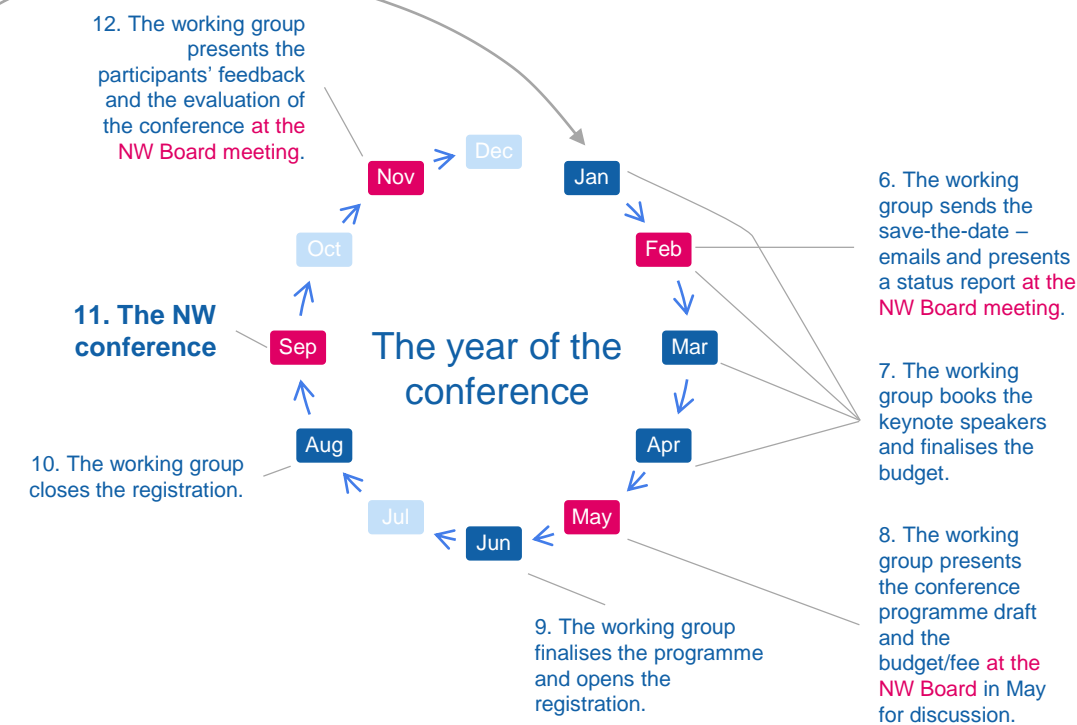 12. The working group
presents the
participants’ feedback
and the evaluation of
the conference at the
NW Board meeting.
Dec
Jan
Nov
Feb
Oct
6. The working
group sends the
save-the-date –
emails and presents
a status report at the
NW Board meeting.
11. The NW
conference
Sep
The year of the
conference
Mar
7. The working
group books the
keynote speakers
and finalises the
budget.
Aug
Apr
10. The working group
closes the registration.
Jul
May
Jun
8. The working
group presents
the conference
programme draft
and the
budget/fee at the
NW Board in May
for discussion.
9. The working group
finalises the programme
and opens the
registration.